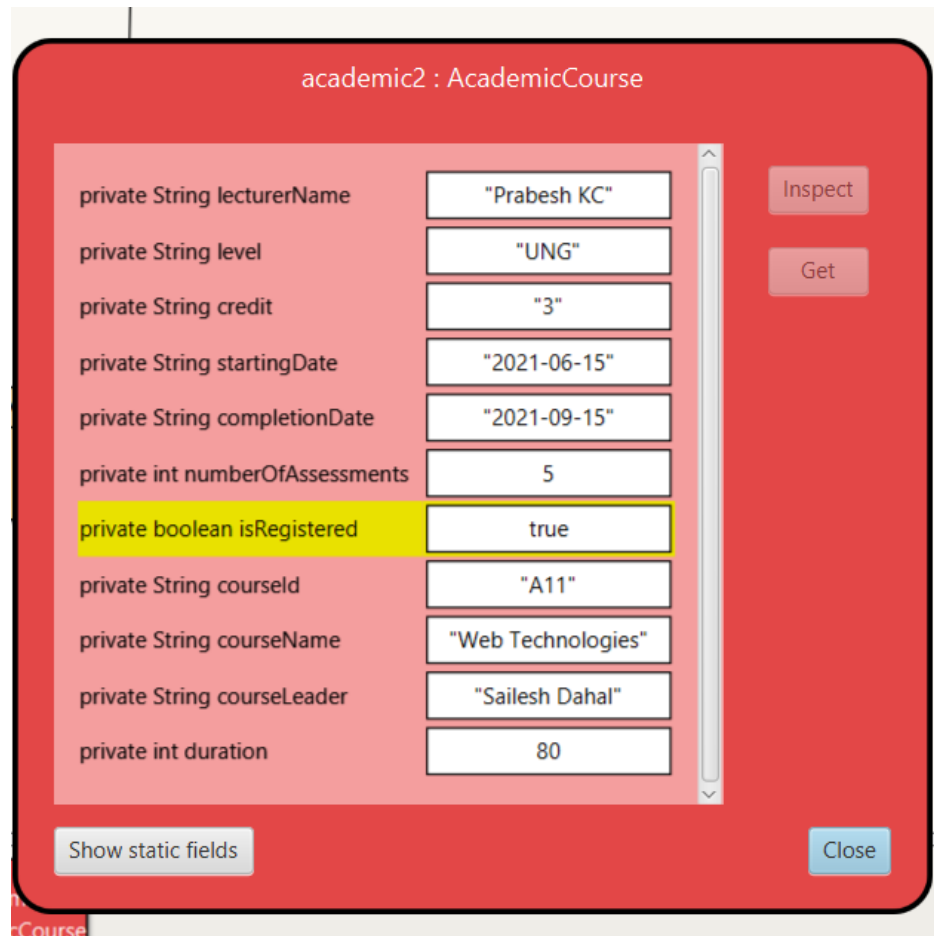 academic2 : AcademicCourse
private String lecturerName "Prabesh KC"
Inspect
private String level "UNG"
Get
private String credit "3"
private String startingDate "2021-06-15"
private String completionDate "2021-09-15"
private int numberOfAssessments 5
private boolean isRegistered true
private String courseId "A11"
private String courseName "Web Technologies"
private String courseLeader "Sailesh Dahal"
private int duration 80
Show static fields
Close
cCourse